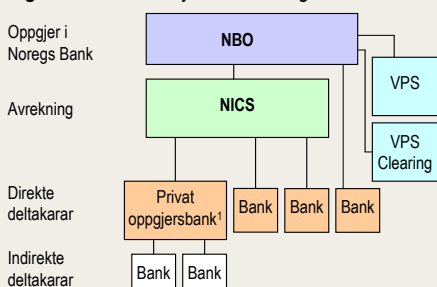 Oppgjer i
Noregs Bank
NBO
VPS
Avrekning
NICS
VPS
Clearing
Direkte
deltakarar
Privat
oppgjersbank¹
Bank
Bank
Bank
Indirekte
deltakarar
Bank
Bank